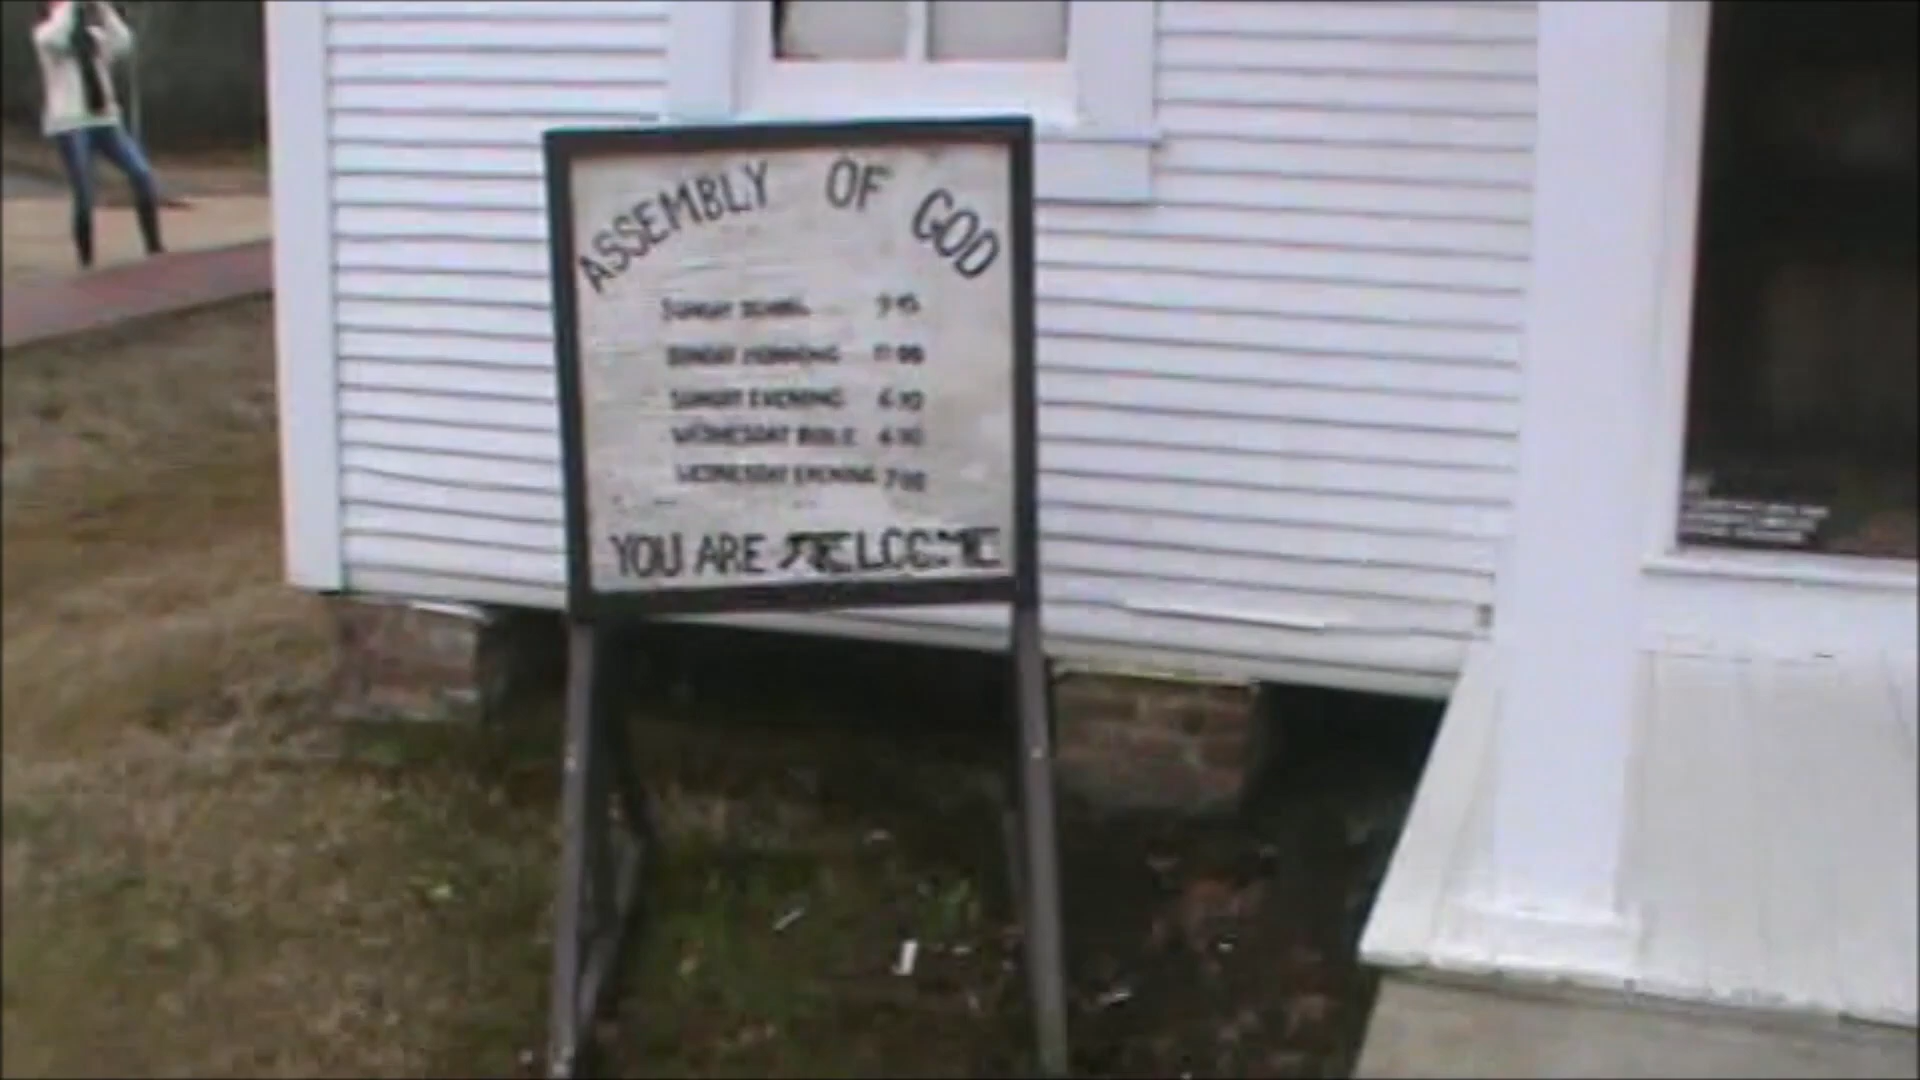 ASSEMBLY OF GOD
SUNDAY SCHOOL 9:45
SUNDAY MORNING 11:00
SUNDAY EVENING 6:30
WEDNESDAY BIBLE 6:30
WEDNESDAY EVENING 7:00
YOU ARE WELCOME